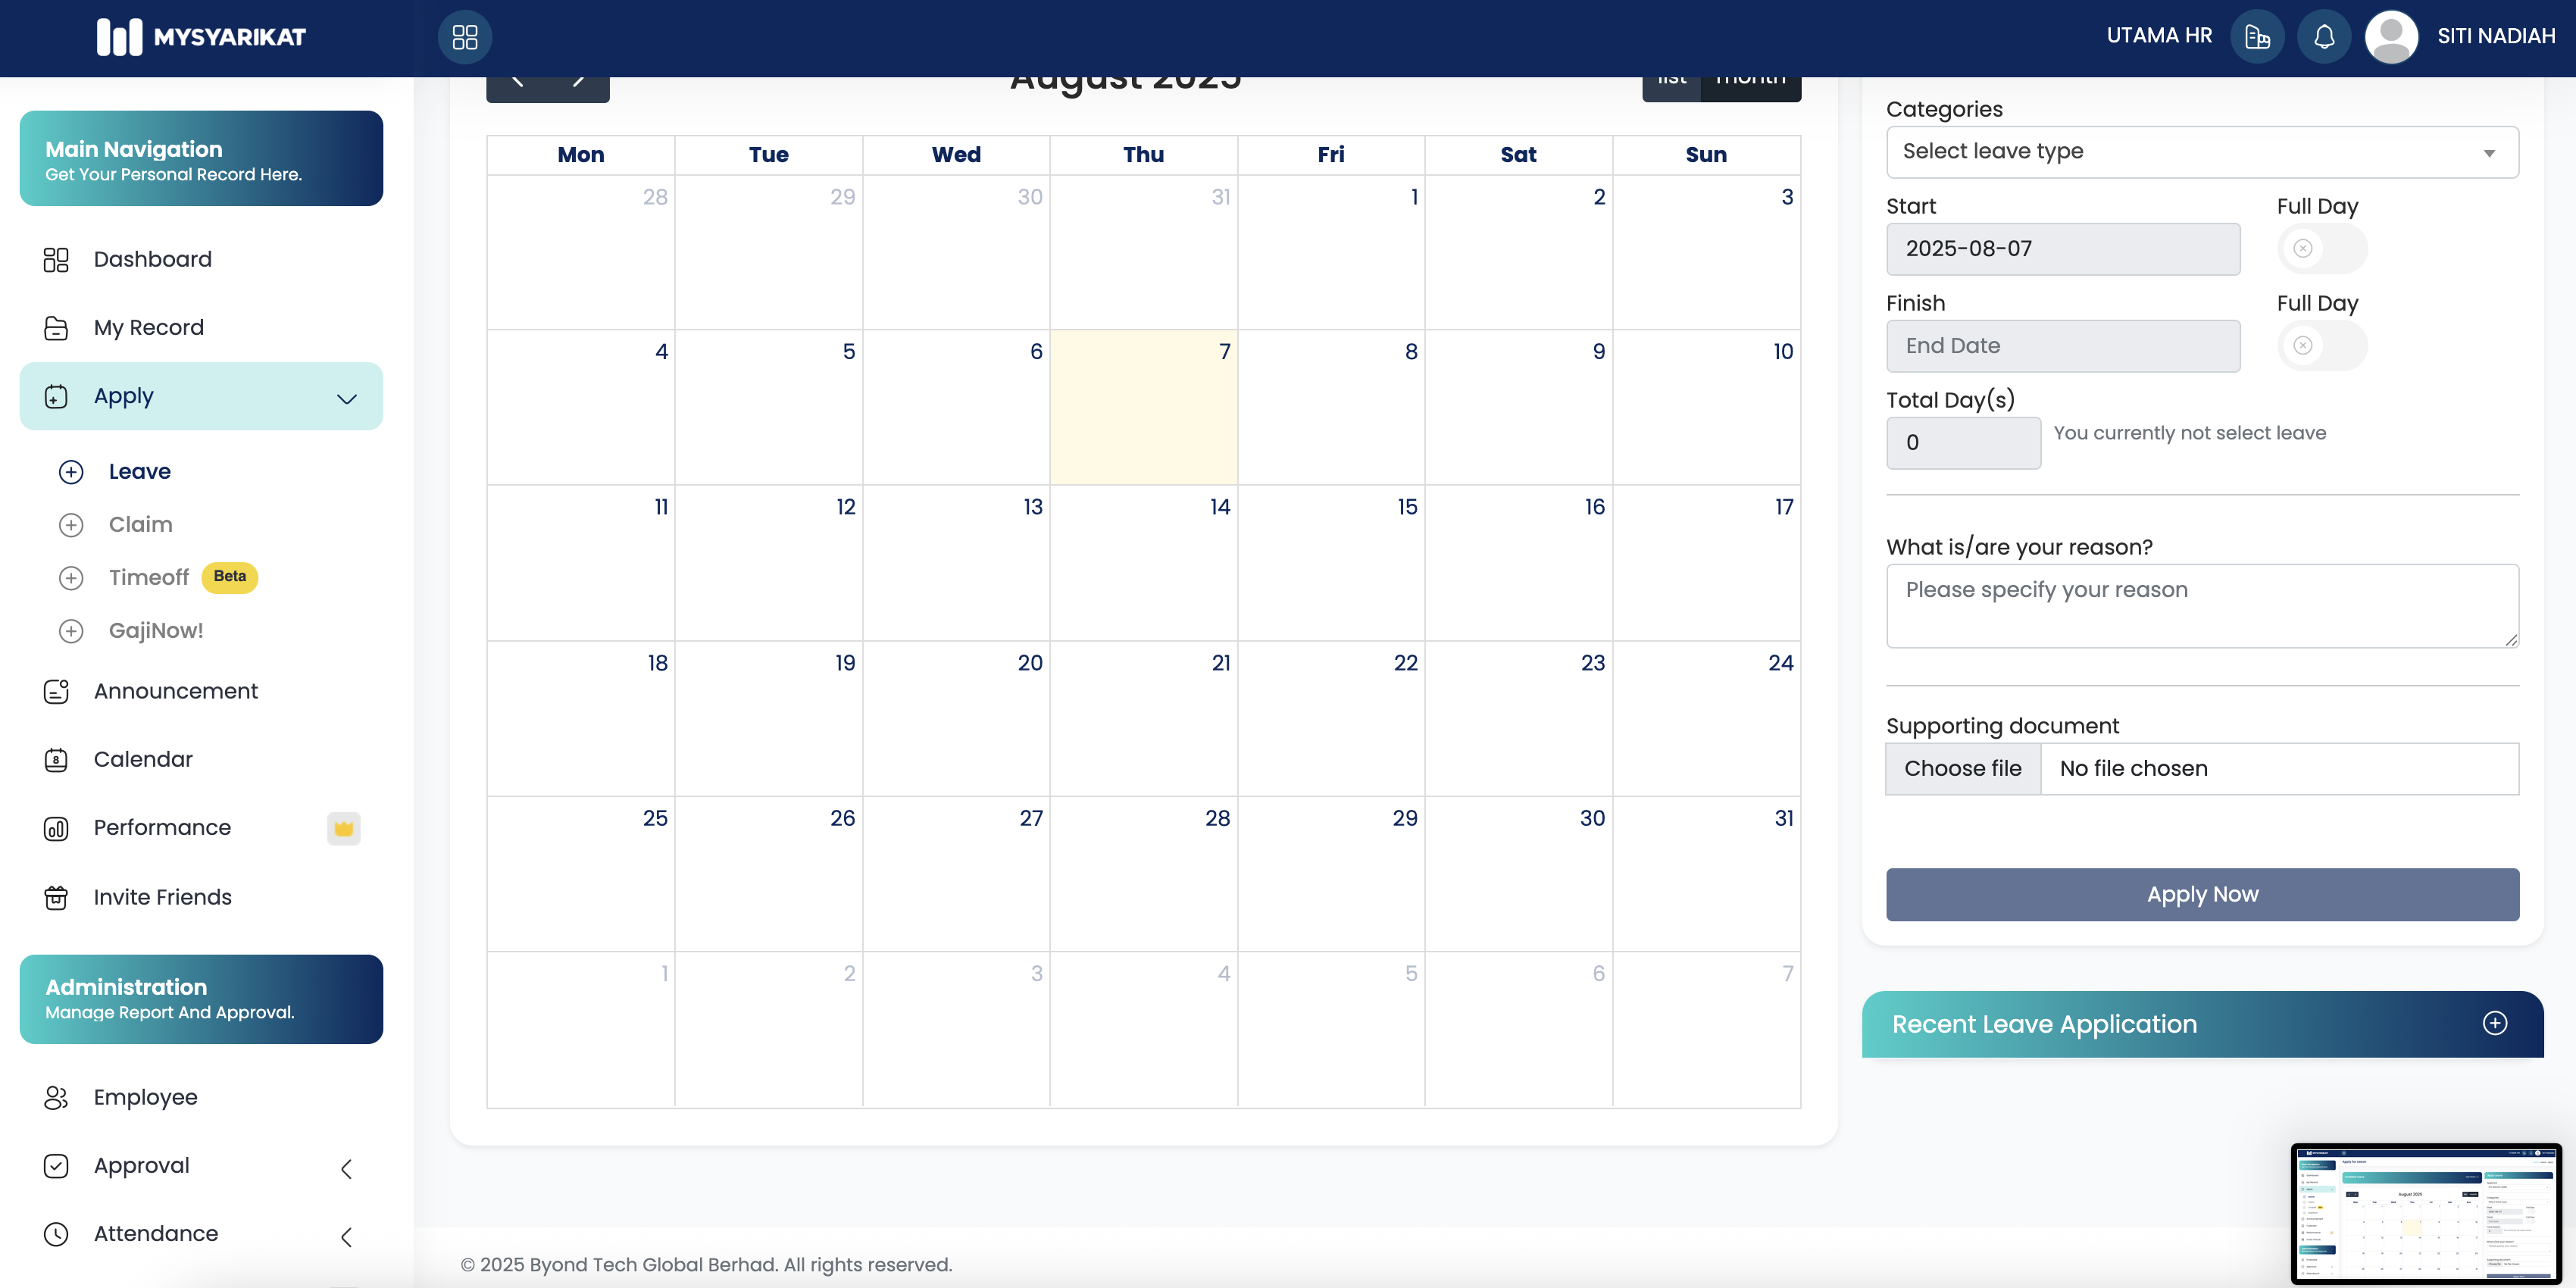 MYSYARIKAT
UTAMA HR
SITI NADIAH
Main Navigation
Get Your Personal Record Here.
Dashboard
My Record
Apply
Leave
Claim
Timeoff Beta
GajiNow!
Announcement
Calendar
Performance
Invite Friends
Administration
Manage Report And Approval.
Employee
Approval
Attendance
August 2025
list month
Mon Tue Wed Thu Fri Sat Sun
28 29 30 31 1 2 3
4 5 6 7 8 9 10
11 12 13 14 15 16 17
18 19 20 21 22 23 24
25 26 27 28 29 30 31
1 2 3 4 5 6 7
Categories
Select leave type
Start Full Day
2025-08-07
Finish Full Day
End Date
Total Day(s)
0 You currently not select leave
What is/are your reason?
Please specify your reason
Supporting document
Choose file No file chosen
Apply Now
Recent Leave Application
© 2025 Byond Tech Global Berhad. All rights reserved.